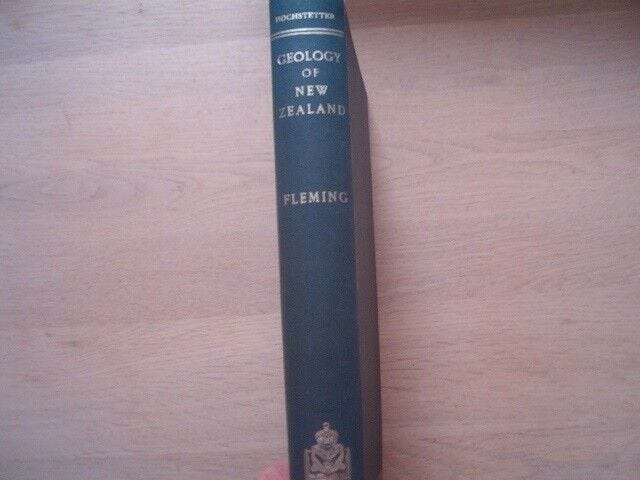 HOCHSTETTER
GEOLOGY
OF
NEW
ZEALAND
FLEMING